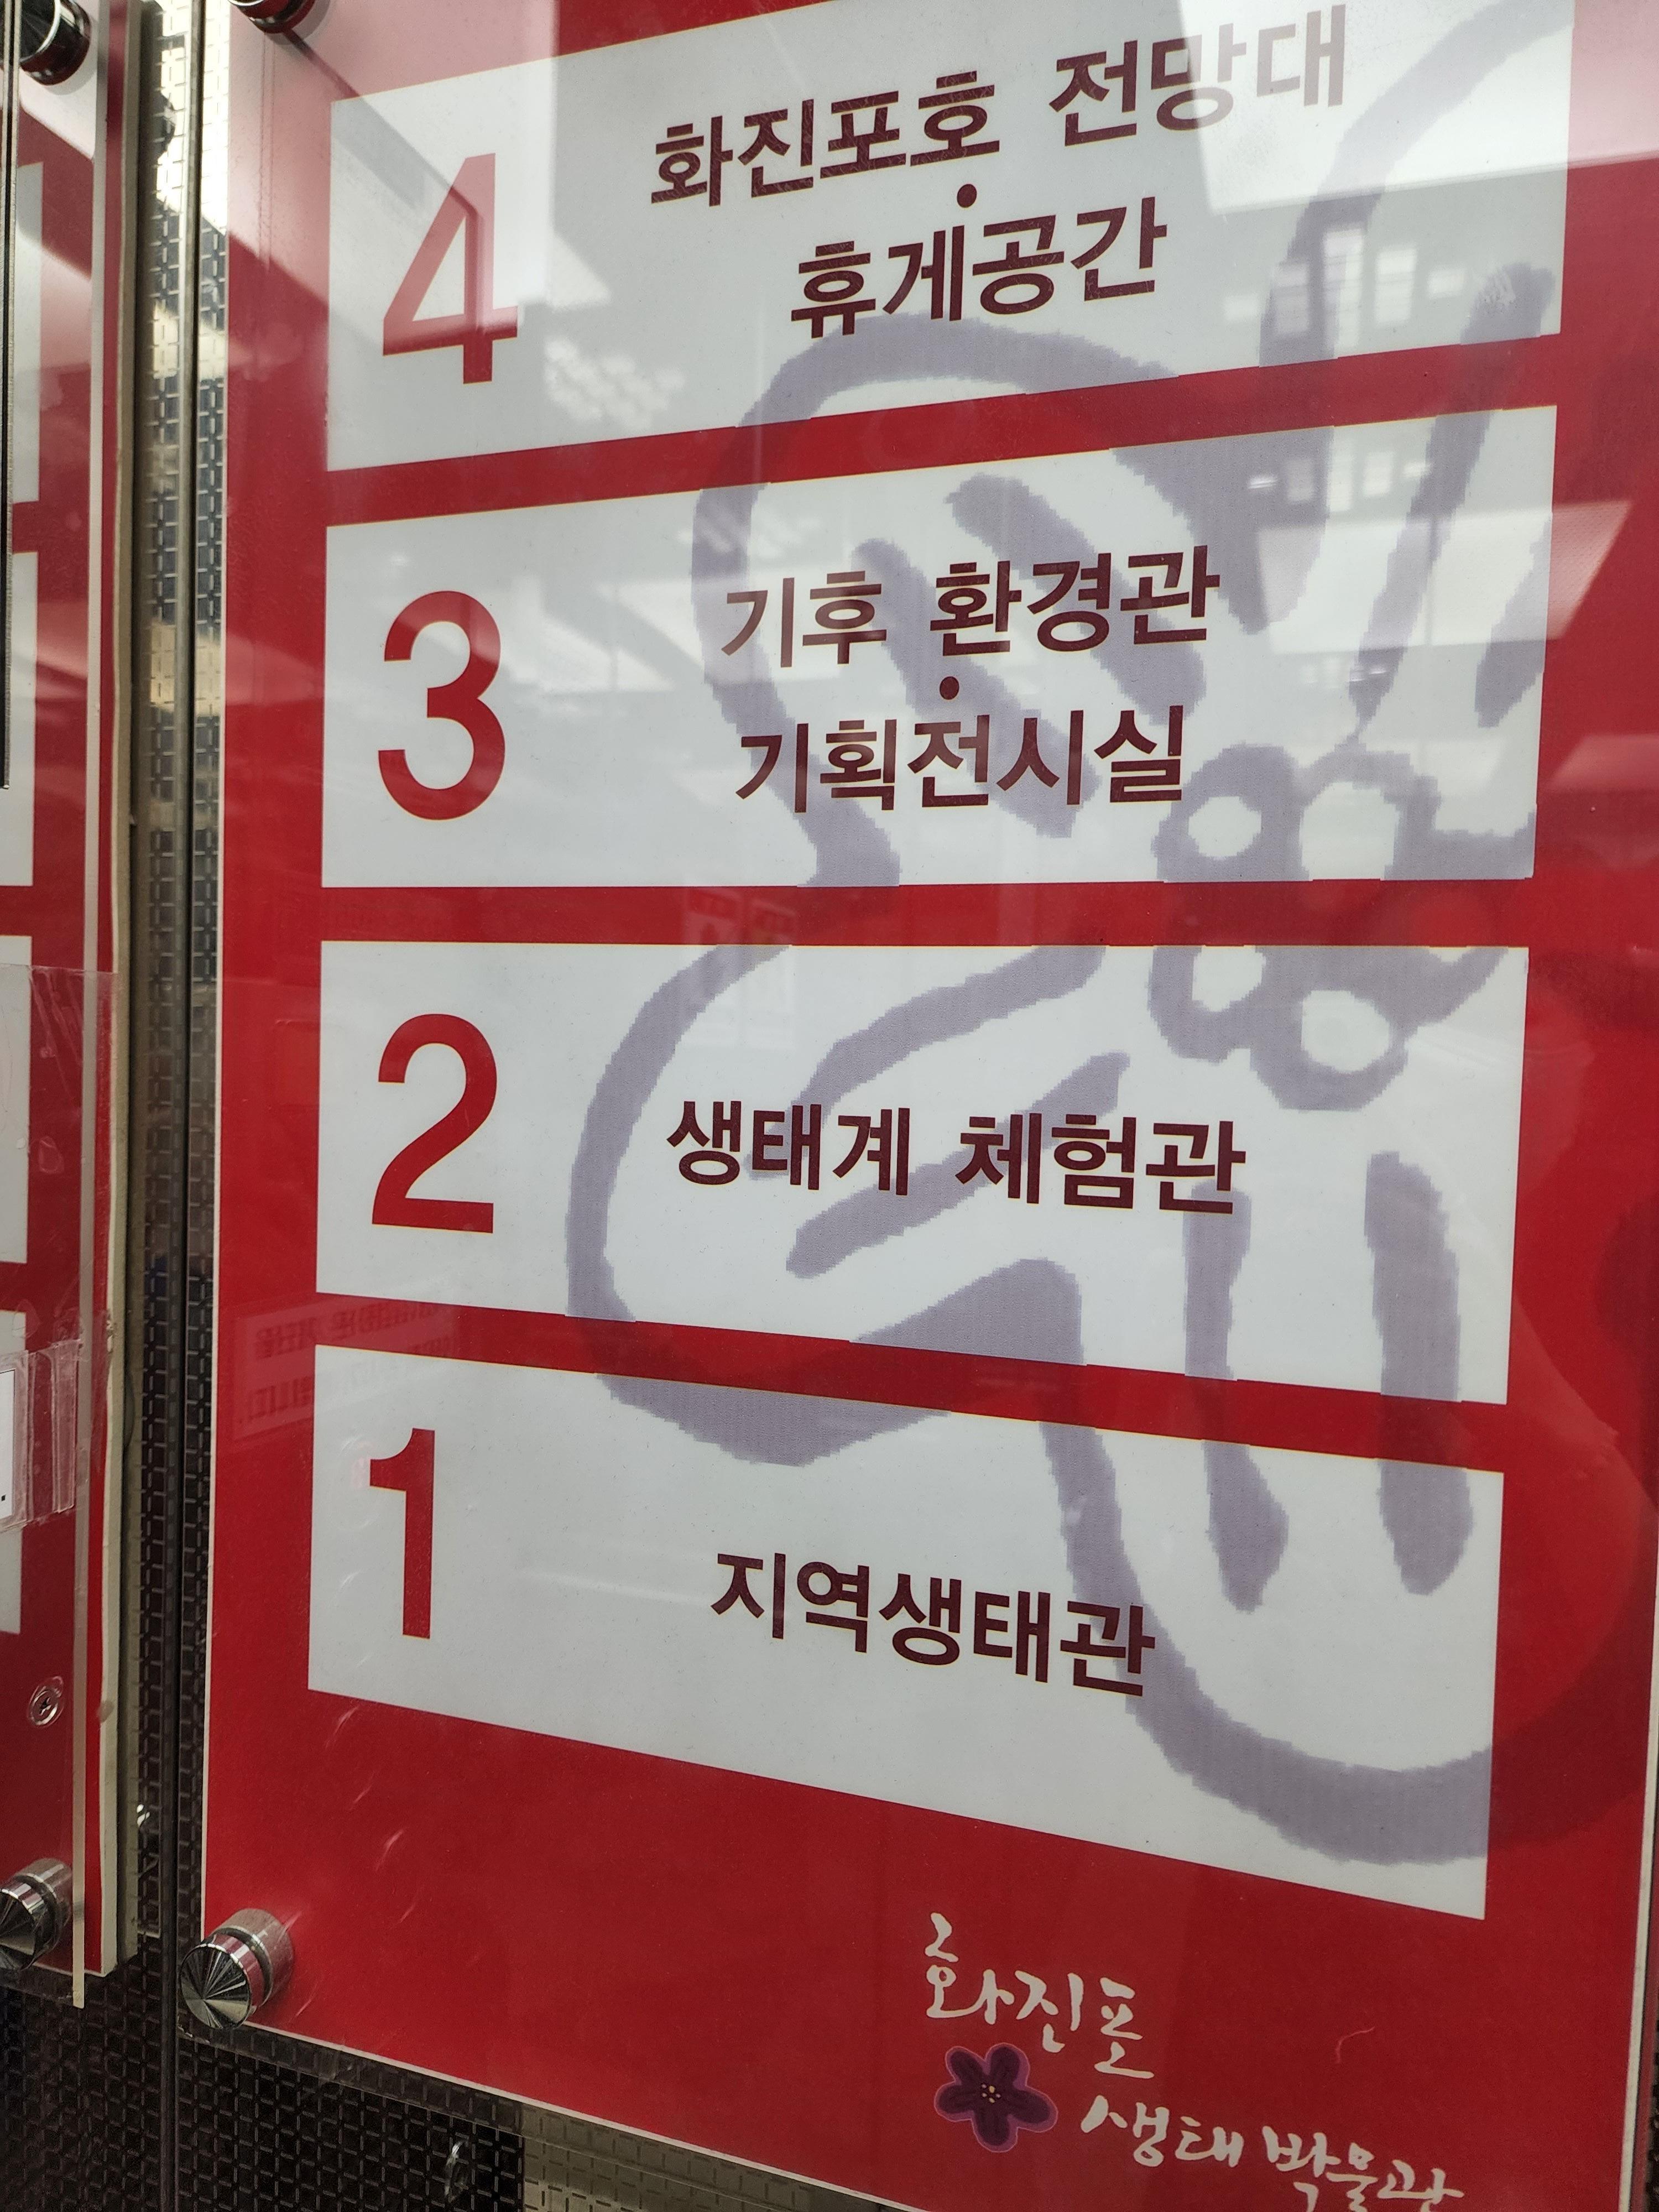 4
화진포호 전망대
·
휴게공간
3
기후 환경관
·
기획전시실
2
생태계 체험관
1
지역생태관
화진포
생태박물관